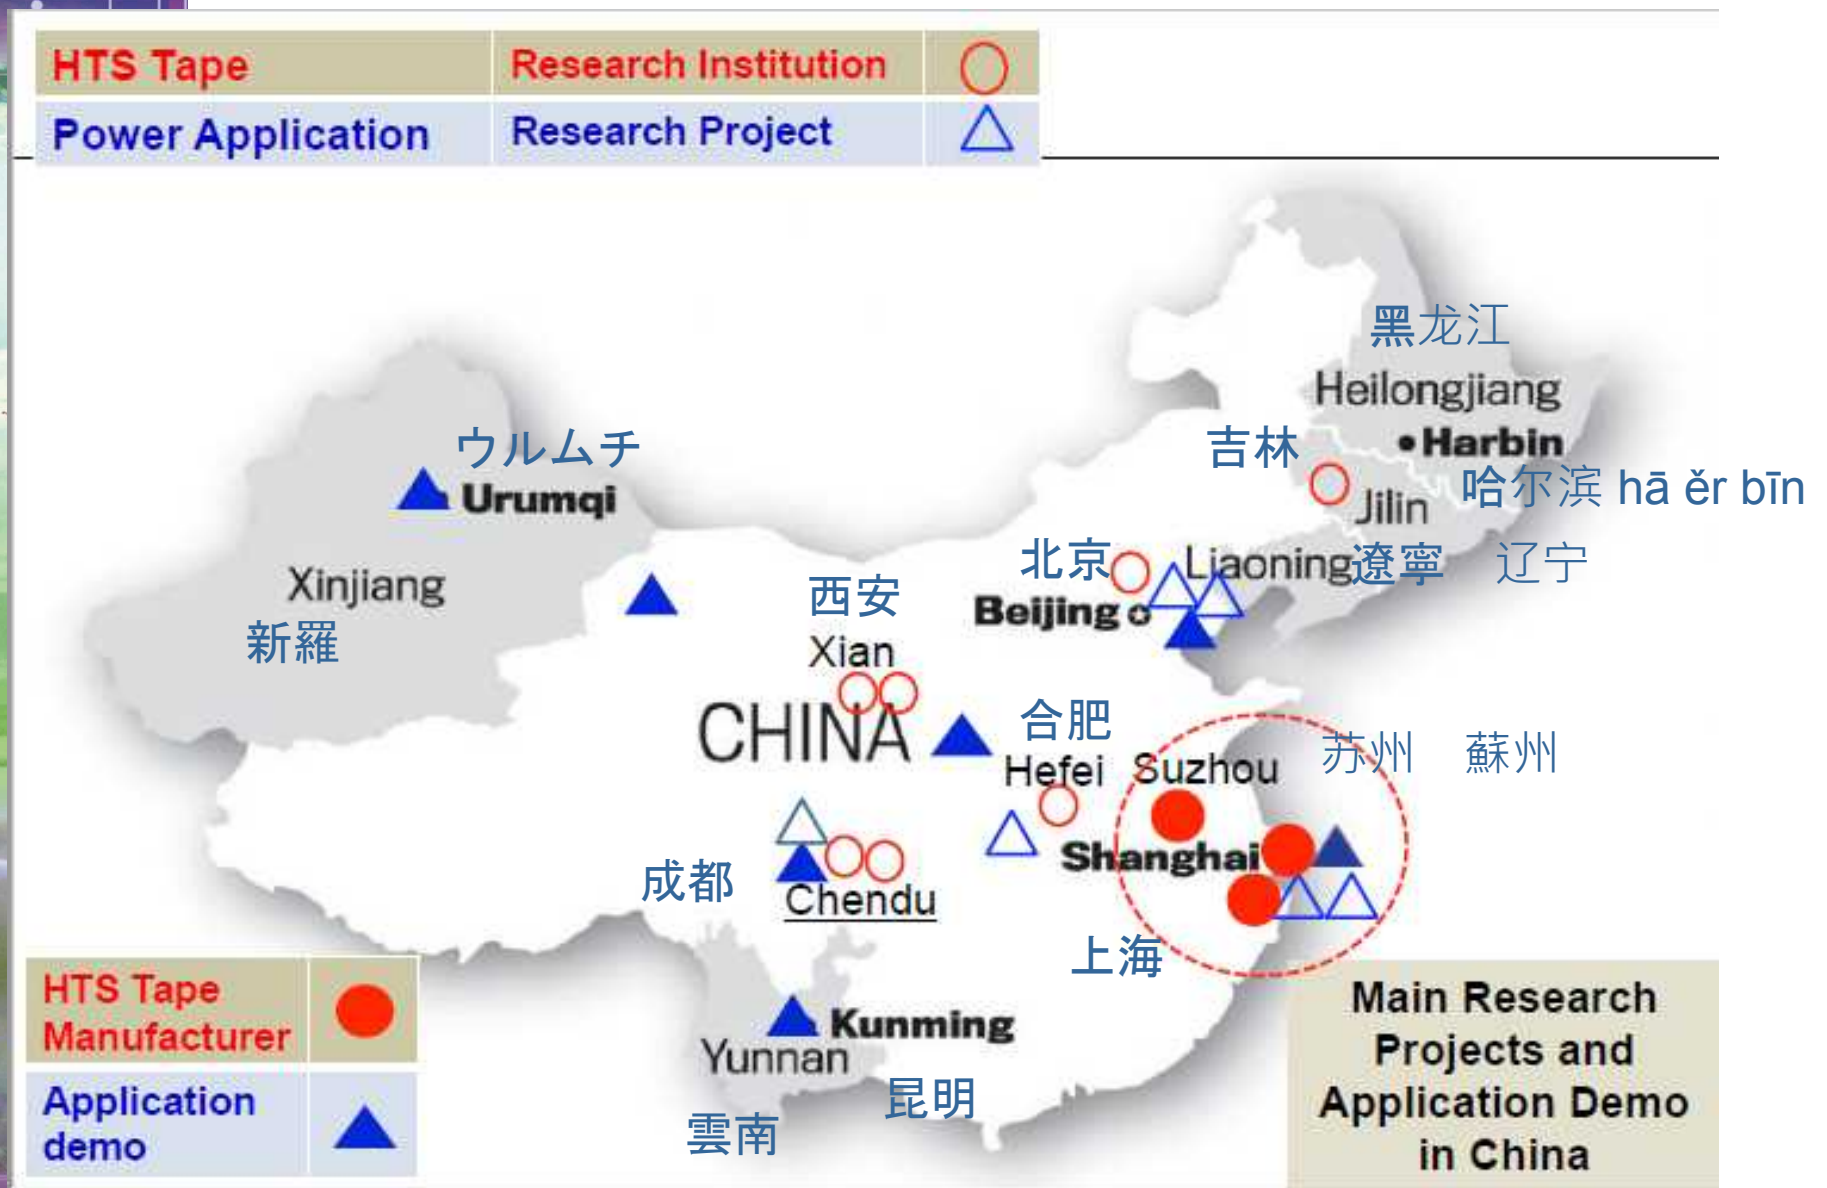 HTS Tape Research Institution
Power Application Research Project
黑龙江
Heilongjiang
•Harbin
吉林
哈尔滨 hā ěr bīn
Jilin
ウルムチ
Urumqi
北京
Liaoning遼寧 辽宁
西安
Xinjiang
Beijing
新羅
Xian
CHINA
合肥
苏州 蘇州
Hefei
Suzhou
Shanghai
成都
Chendu
上海
HTS Tape
Manufacturer
Application
demo
Kunming
Yunnan
昆明
雲南
Main Research
Projects and
Application Demo
in China